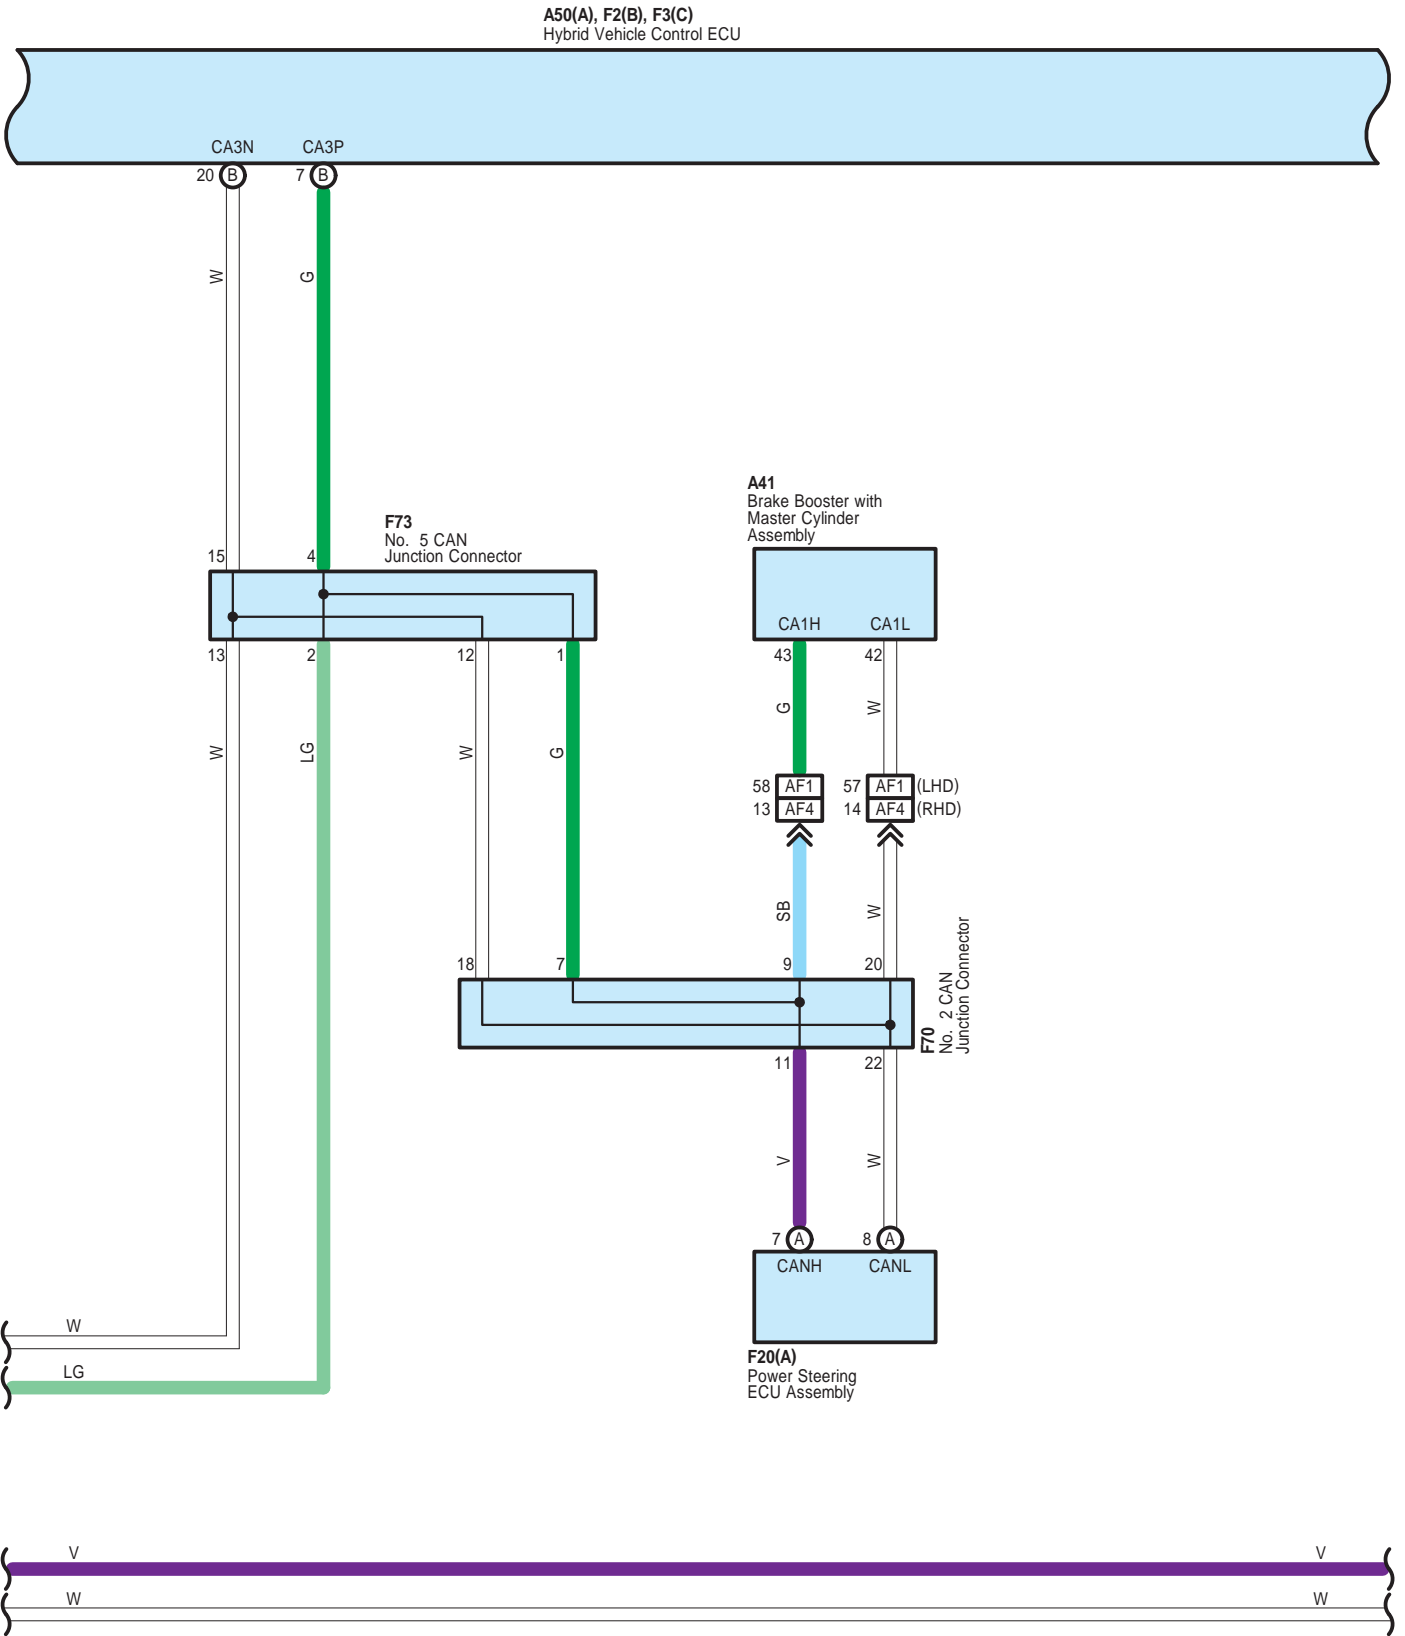 A50(A), F2(B), F3(C)
Hybrid Vehicle Control ECU
CA3N CA3P
20 B 7 B
W G
F73
No. 5 CAN
Junction Connector
15 4
13 2 12 1
W LG W G
A41
Brake Booster with
Master Cylinder
Assembly
CA1H CA1L
43 42
G W
58 AF1 57 AF1 (LHD)
13 AF4 14 AF4 (RHD)
SB W
18 7 9 20
F70
No. 2 CAN
Junction Connector
11 22
V W
7 A 8 A
CANH CANL
F20(A)
Power Steering
ECU Assembly
W
LG
V V
W W